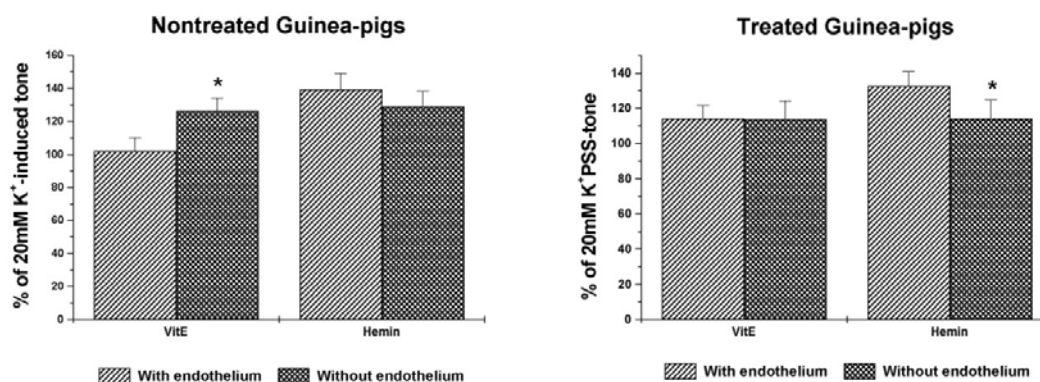 Nontreated Guinea-pigs
% of 20mM K⁺-induced tone
160
140
120
100
80
60
40
20
0
*
VitE
Hemin
With endothelium
Without endothelium
Treated Guinea-pigs
% of 20mM K⁺PSS-tone
140
120
100
80
60
40
20
0
*
VitE
Hemin
With endothelium
Without endothelium